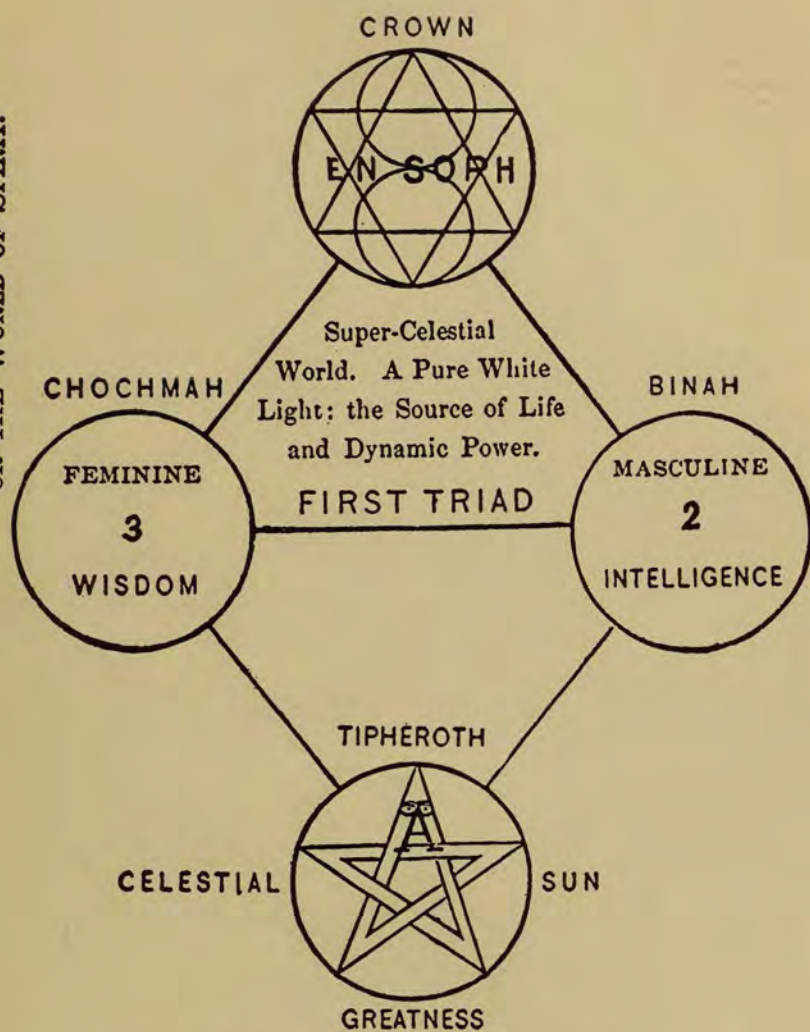 CROWN
EN SOPH
Super-Celestial
World. A Pure White
Light: the Source of Life
and Dynamic Power.
FIRST TRIAD
CHOCHMAH
FEMININE
3
WISDOM
BINAH
MASCULINE
2
INTELLIGENCE
TIPHEROTH
A
CELESTIAL
SUN
GREATNESS